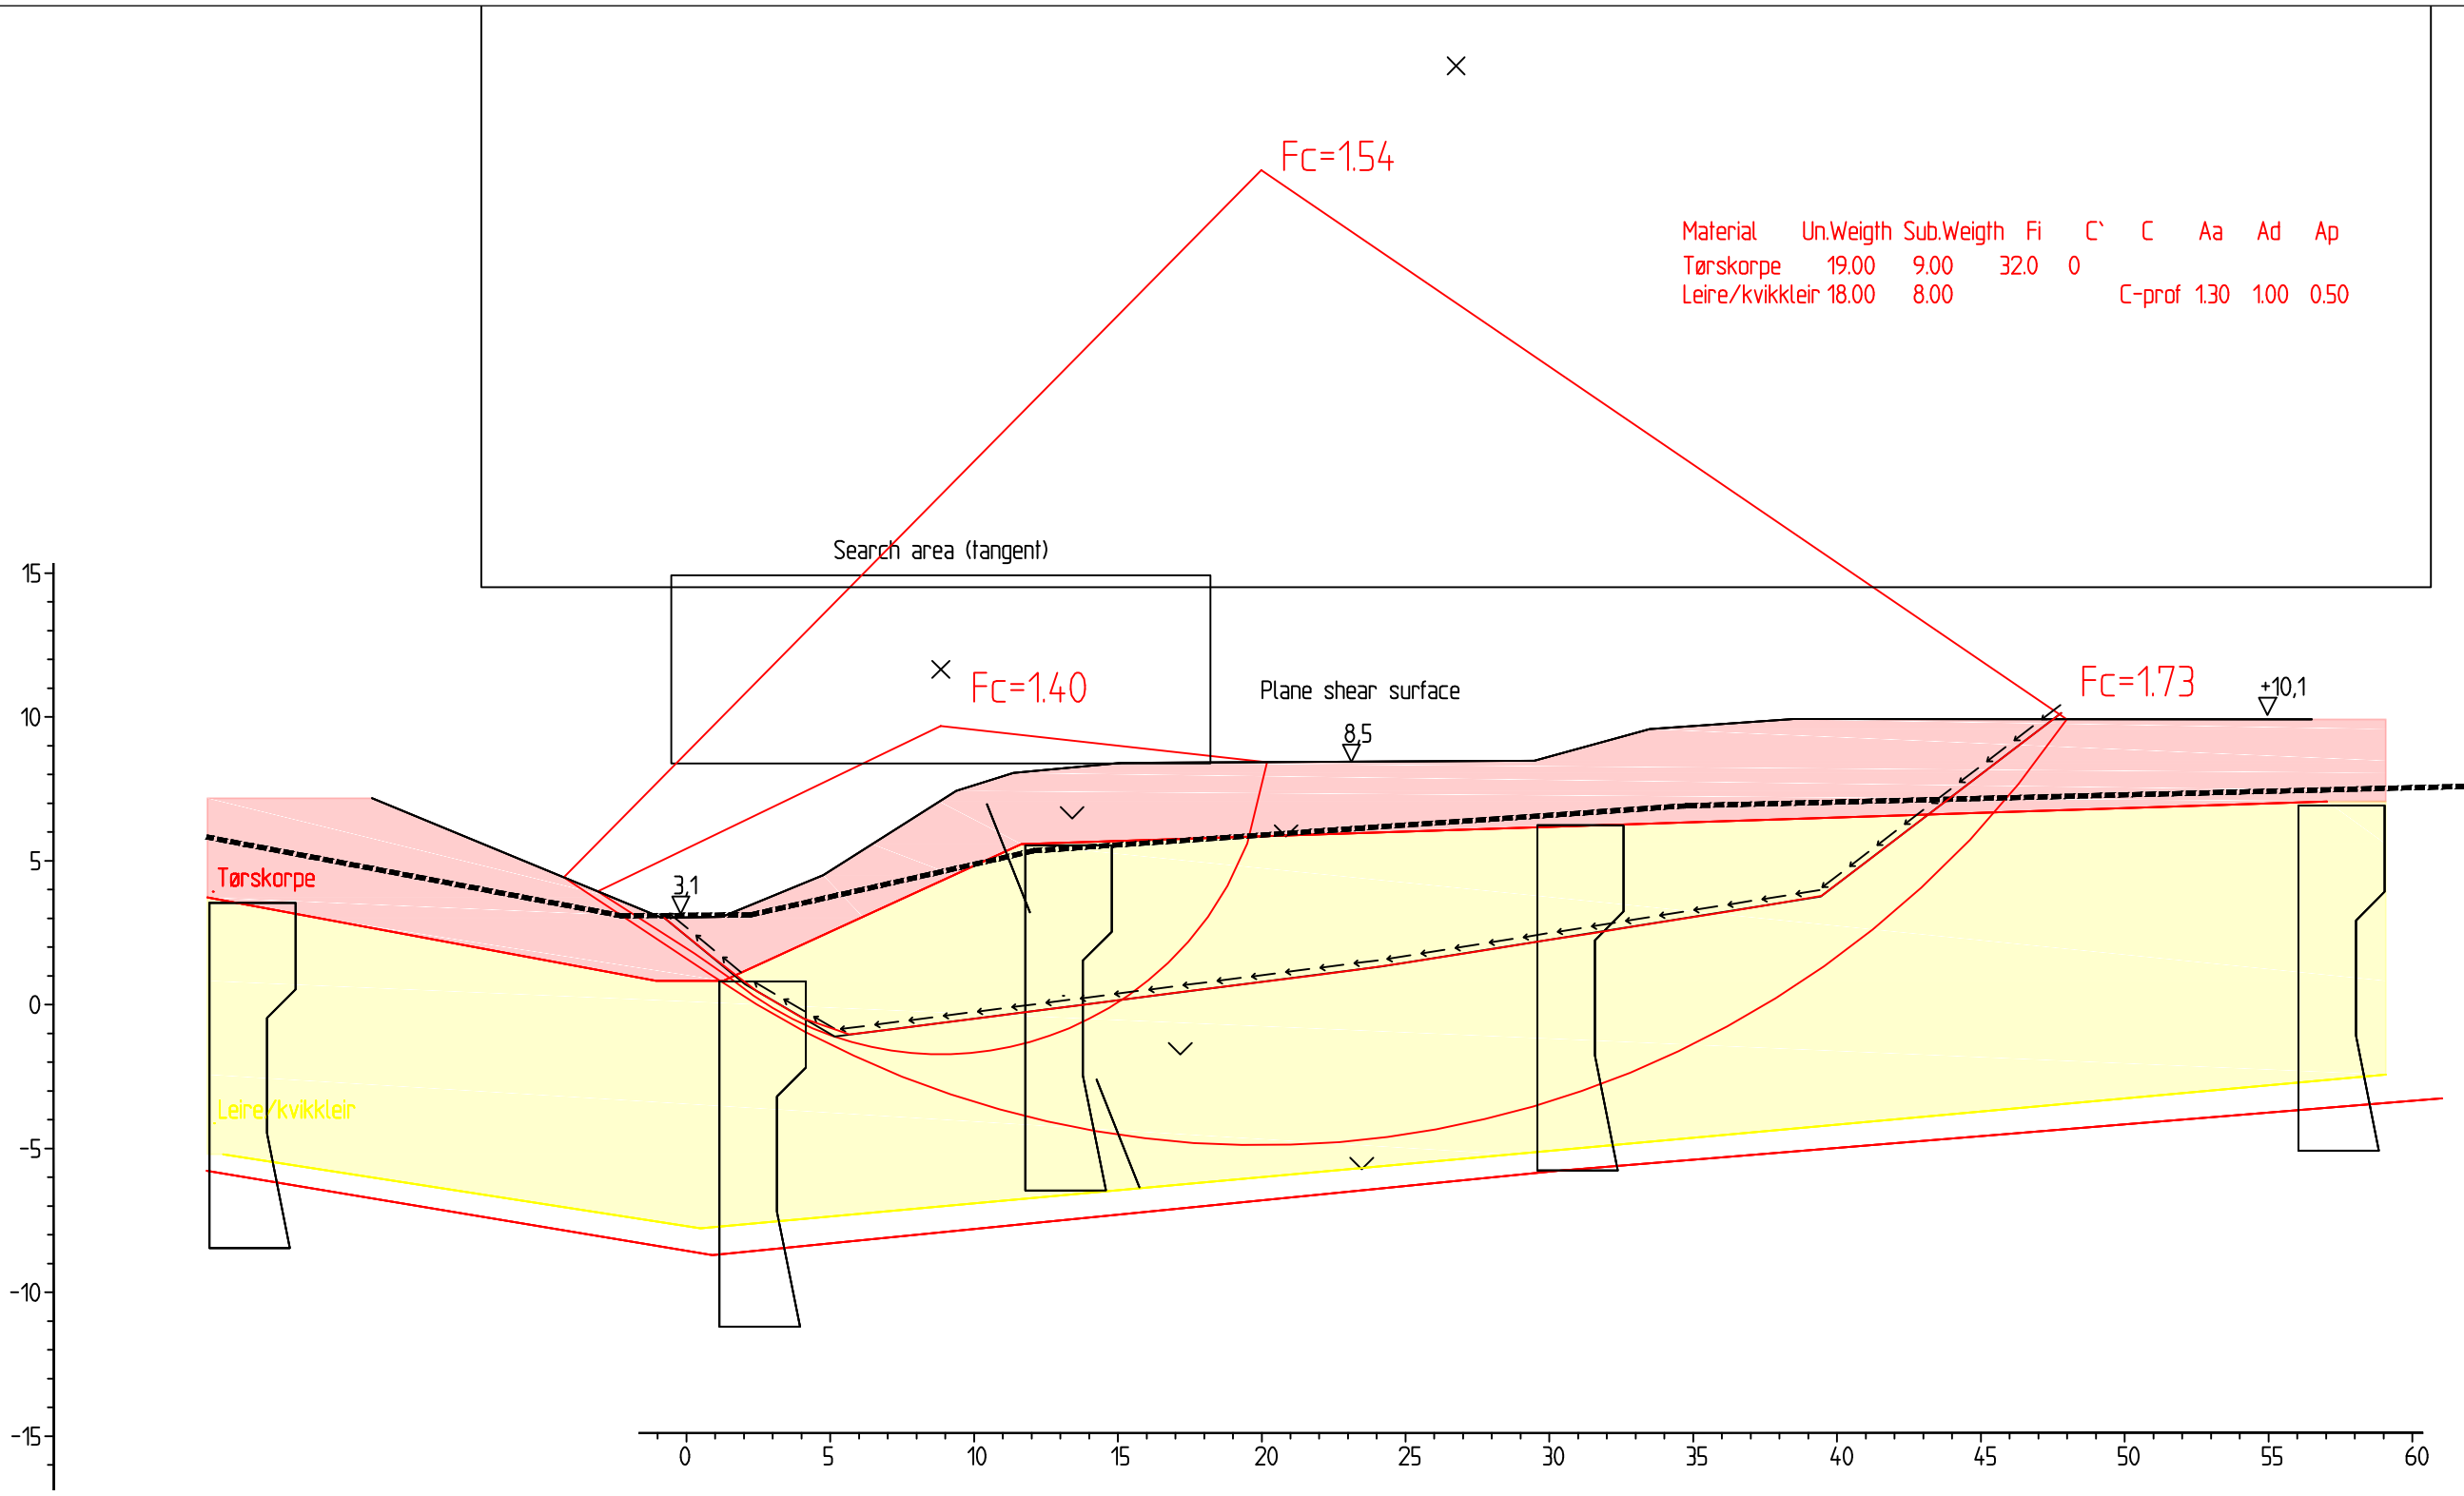 Fc=1.54
Material Un.Weigth Sub.Weigth Fi C` C Aa Ad Ap
Tørskorpe 19.00 9.00 32.0 0
Leire/kvikkleir 18.00 8.00 C-prof 1.30 1.00 0.50
Search area (tangent)
15
Fc=1.40
Plane shear surface
Fc=1.73
+10,1
10
8,5
5
Tørskorpe
3,1
0
Leire/kvikkleir
-5
-10
-15
0 5 10 15 20 25 30 35 40 45 50 55 60